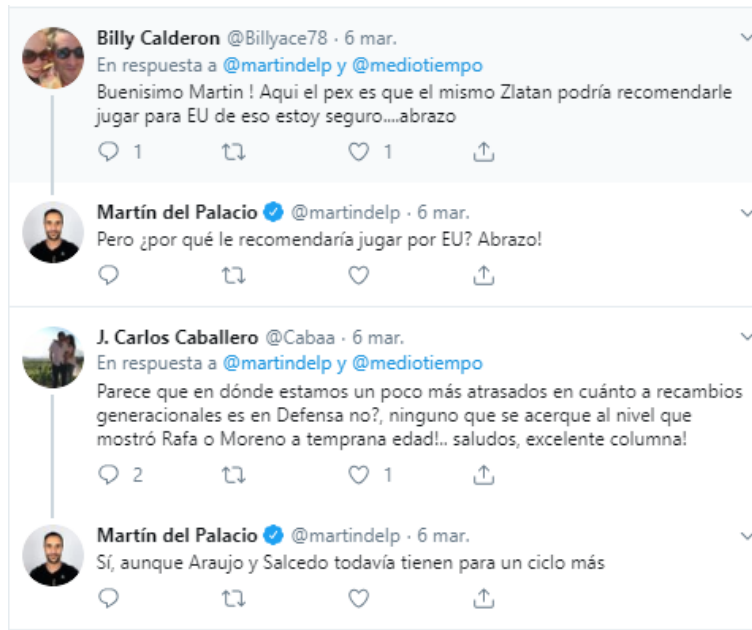 Billy Calderon @Billyace78 · 6 mar.
En respuesta a @martindelp y @mediotiempo
Buenisimo Martin ! Aqui el pex es que el mismo Zlatan podría recomendarle
jugar para EU de eso estoy seguro....abrazo
1 1
Martín del Palacio @martindelp · 6 mar.
Pero ¿por qué le recomendaría jugar por EU? Abrazo!
J. Carlos Caballero @Cabaa · 6 mar.
En respuesta a @martindelp y @mediotiempo
Parece que en dónde estamos un poco más atrasados en cuánto a recambios
generacionales es en Defensa no?, ninguno que se acerque al nivel que
mostró Rafa o Moreno a temprana edad!.. saludos, excelente columna!
2 1
Martín del Palacio @martindelp · 6 mar.
Sí, aunque Araujo y Salcedo todavía tienen para un ciclo más